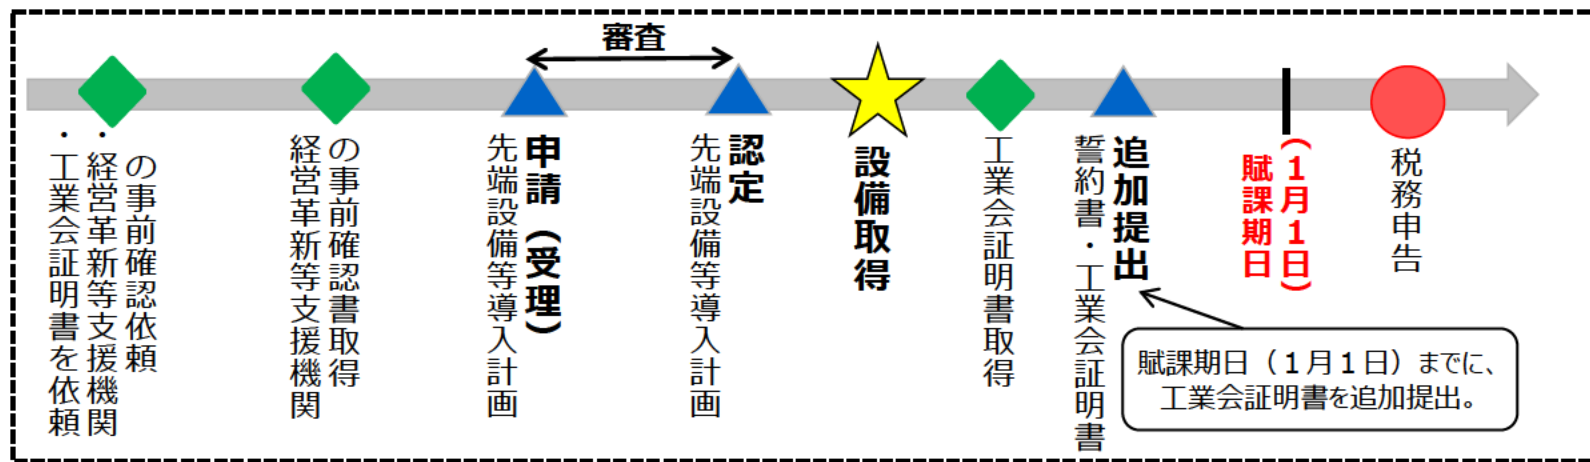 審査
・経営革新等支援機関
の事前確認依頼
・工業会証明書を依頼
経営革新等支援機関
の事前確認書取得
先端設備等導入計画
申請（受理）
先端設備等導入計画
認定
設備取得
工業会証明書取得
誓約書・工業会証明書
追加提出
（１月１日）
賦課期日
税務申告
賦課期日（１月１日）までに、
工業会証明書を追加提出。